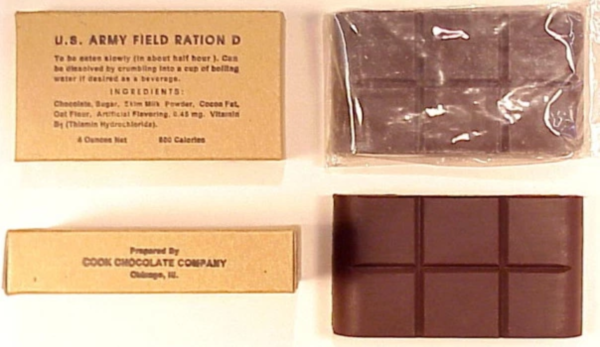 U.S. ARMY FIELD RATION D
To be eaten slowly (in about half hour ). Can
be dissolved by crumbling into a cup of boiling
water if desired as a beverage.
INGREDIENTS:
Chocolate, Sugar, Skim Milk Powder, Cocoa Fat,
Oat Flour, Artificial Flavoring, 0.45 mg. Vitamin
B₁ (Thiamin Hydrochloride).
4 Ounces Net 600 Calories
Prepared By
COOK CHOCOLATE COMPANY
Chicago, Ill.